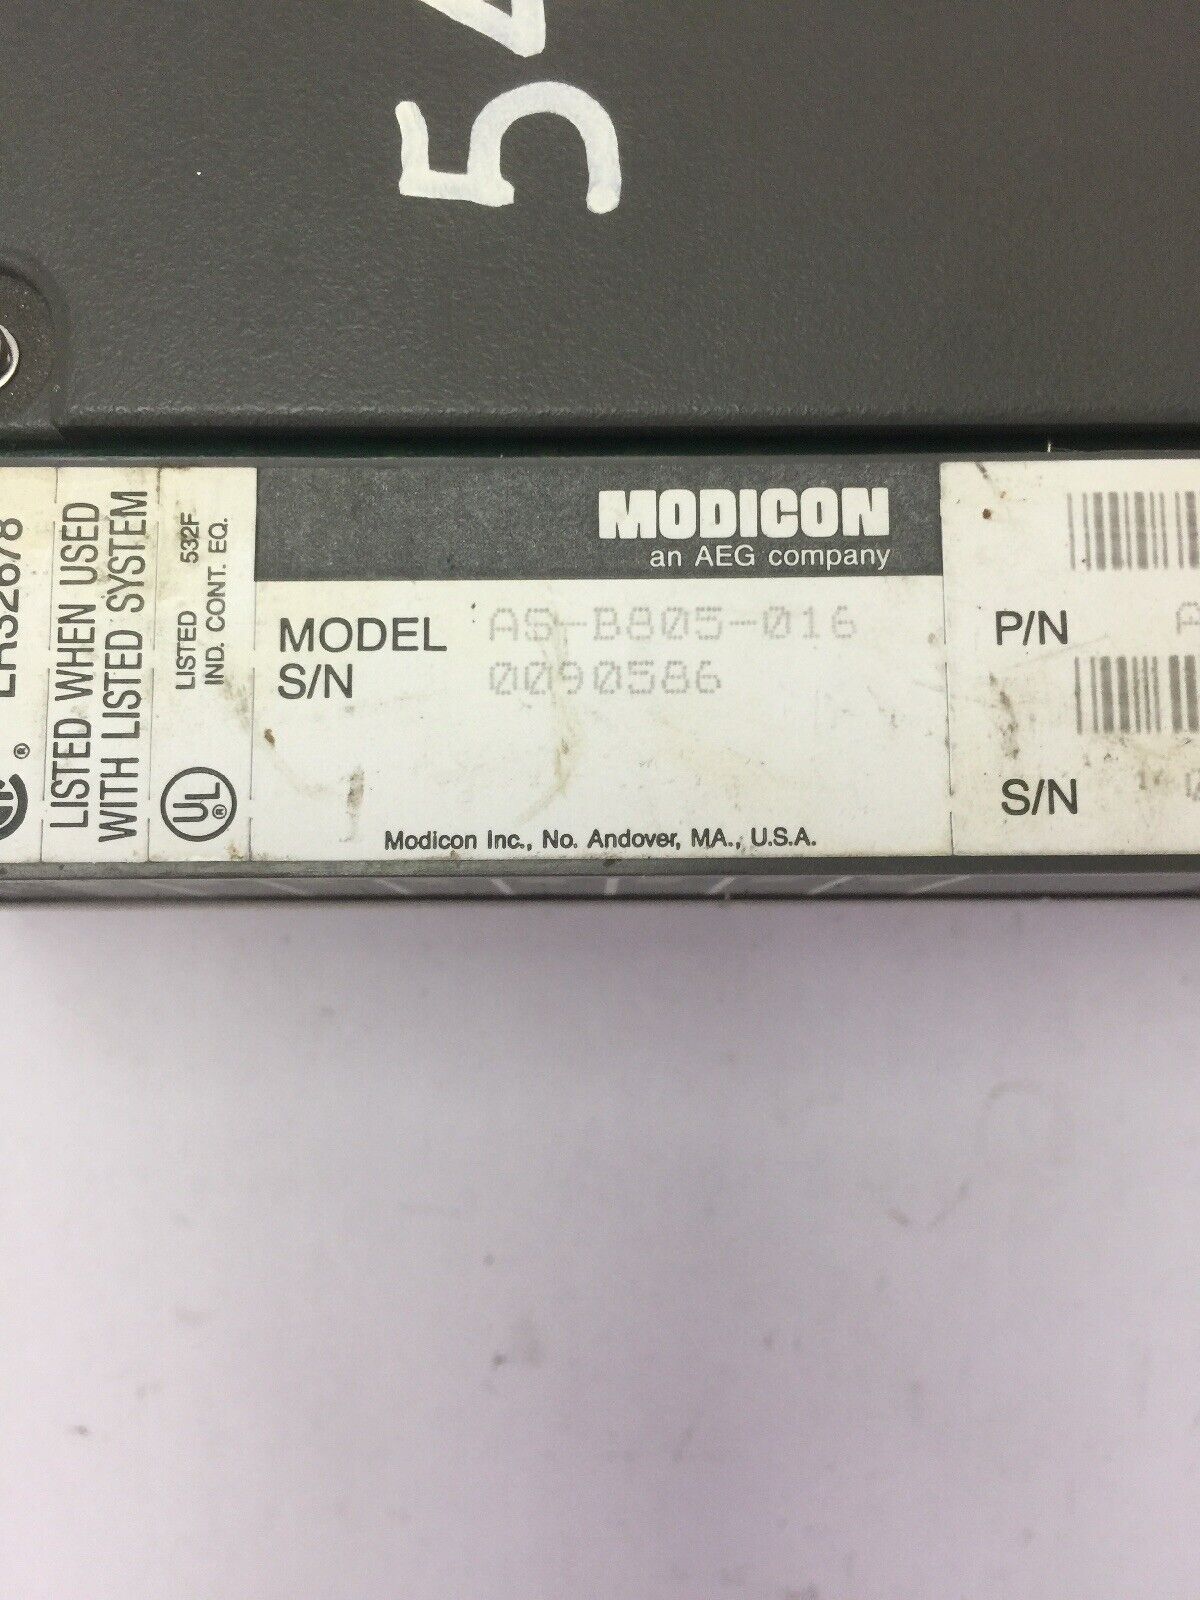 54
LR32678
LISTED WHEN USED
WITH LISTED SYSTEM
LISTED 532F
IND. CONT. EQ.
UL
®
MODICON
an AEG company
MODEL AS-B805-016
S/N 0090586
Modicon Inc., No. Andover, MA., U.S.A.
P/N A
S/N